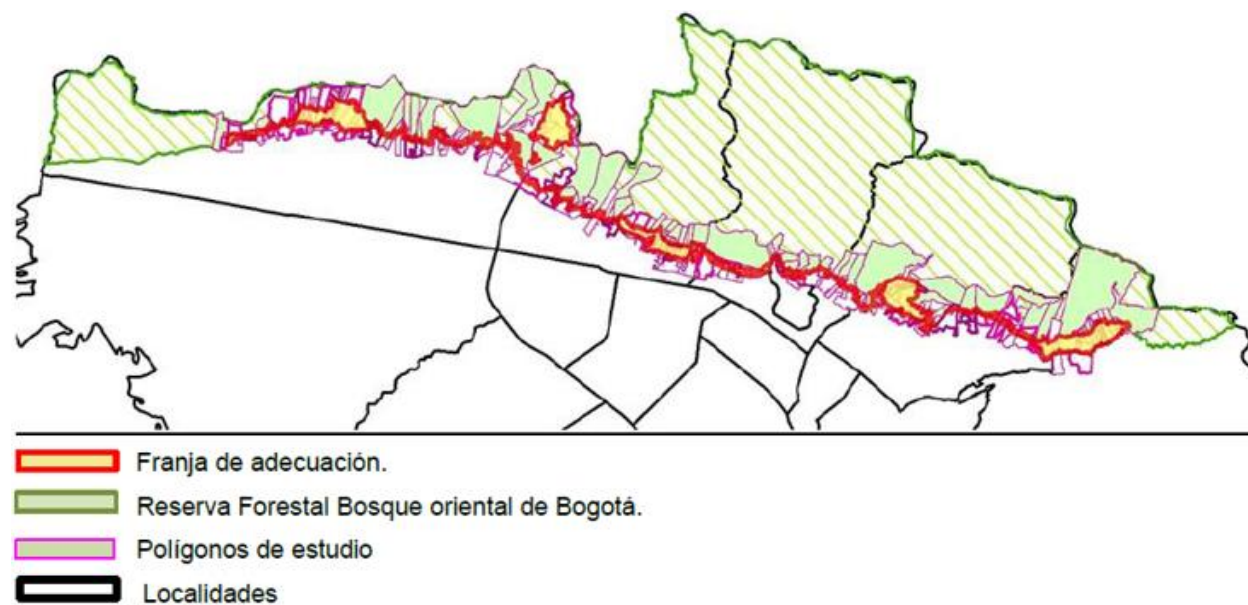 Franja de adecuación.
Reserva Forestal Bosque oriental de Bogotá.
Polígonos de estudio
Localidades